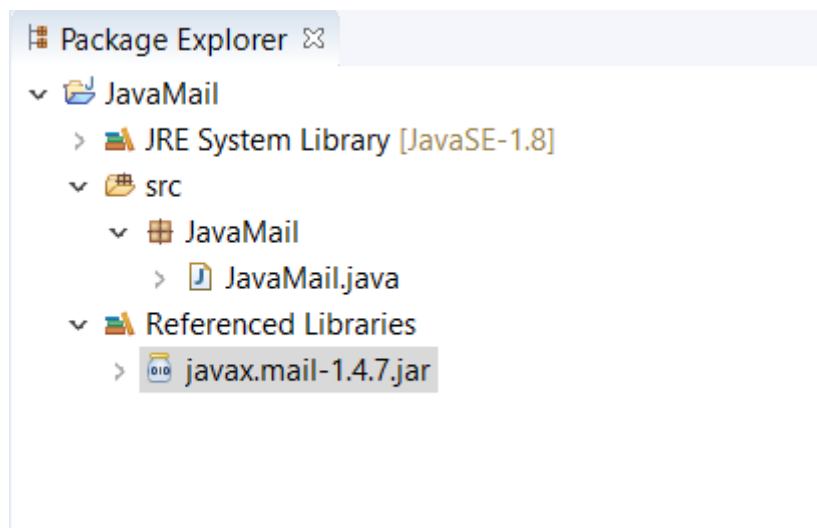 Package Explorer
JavaMail
JRE System Library [JavaSE-1.8]
src
JavaMail
JavaMail.java
Referenced Libraries
javax.mail-1.4.7.jar